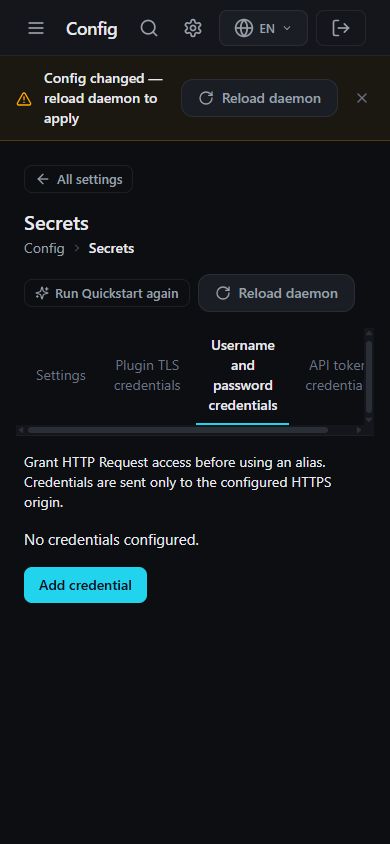 Config
EN
Config changed —
reload daemon to
apply
Reload daemon
All settings
Secrets
Config > Secrets
Run Quickstart again
Reload daemon
Settings
Plugin TLS
credentials
Username
and
password
credentials
API token
credentia
Grant HTTP Request access before using an alias.
Credentials are sent only to the configured HTTPS
origin.
No credentials configured.
Add credential